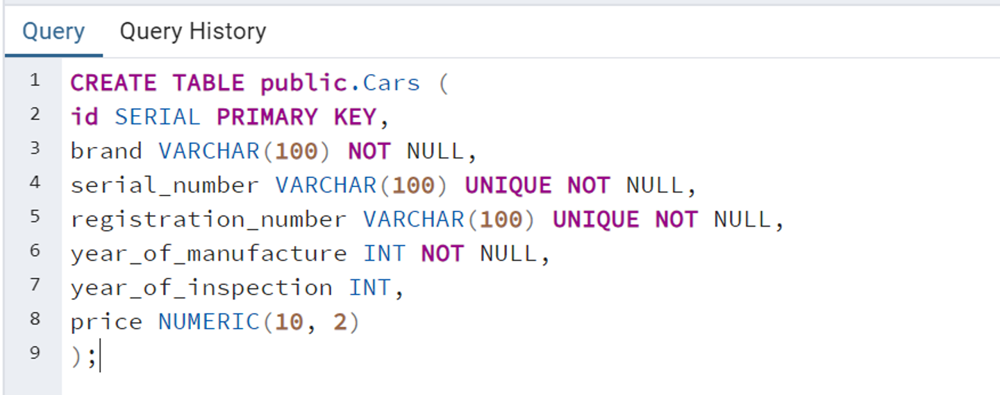 Query Query History
1 CREATE TABLE public.Cars (
2 id SERIAL PRIMARY KEY,
3 brand VARCHAR(100) NOT NULL,
4 serial_number VARCHAR(100) UNIQUE NOT NULL,
5 registration_number VARCHAR(100) UNIQUE NOT NULL,
6 year_of_manufacture INT NOT NULL,
7 year_of_inspection INT,
8 price NUMERIC(10, 2)
9 );